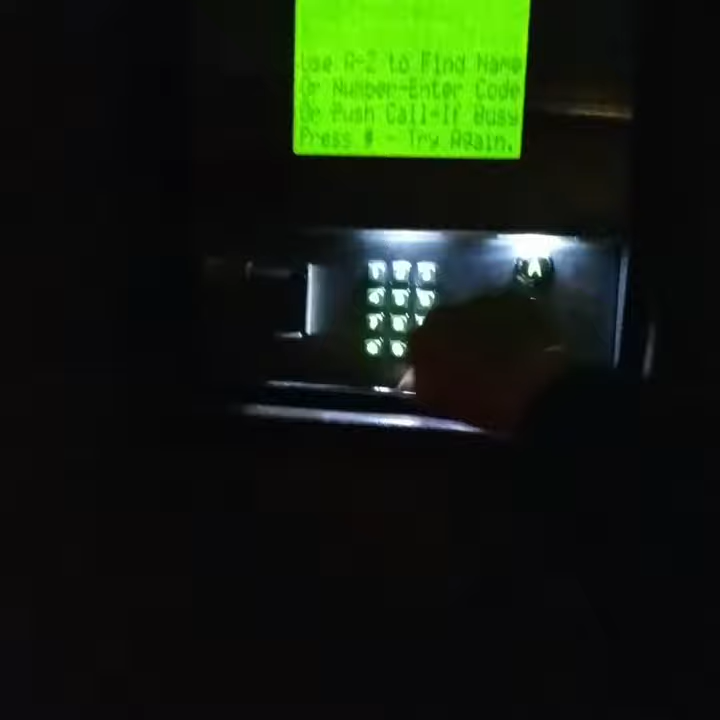 Use A-Z to Find Name
Or Number-Enter Code
Or Push Call-If Busy
Press # - Try Again.
A